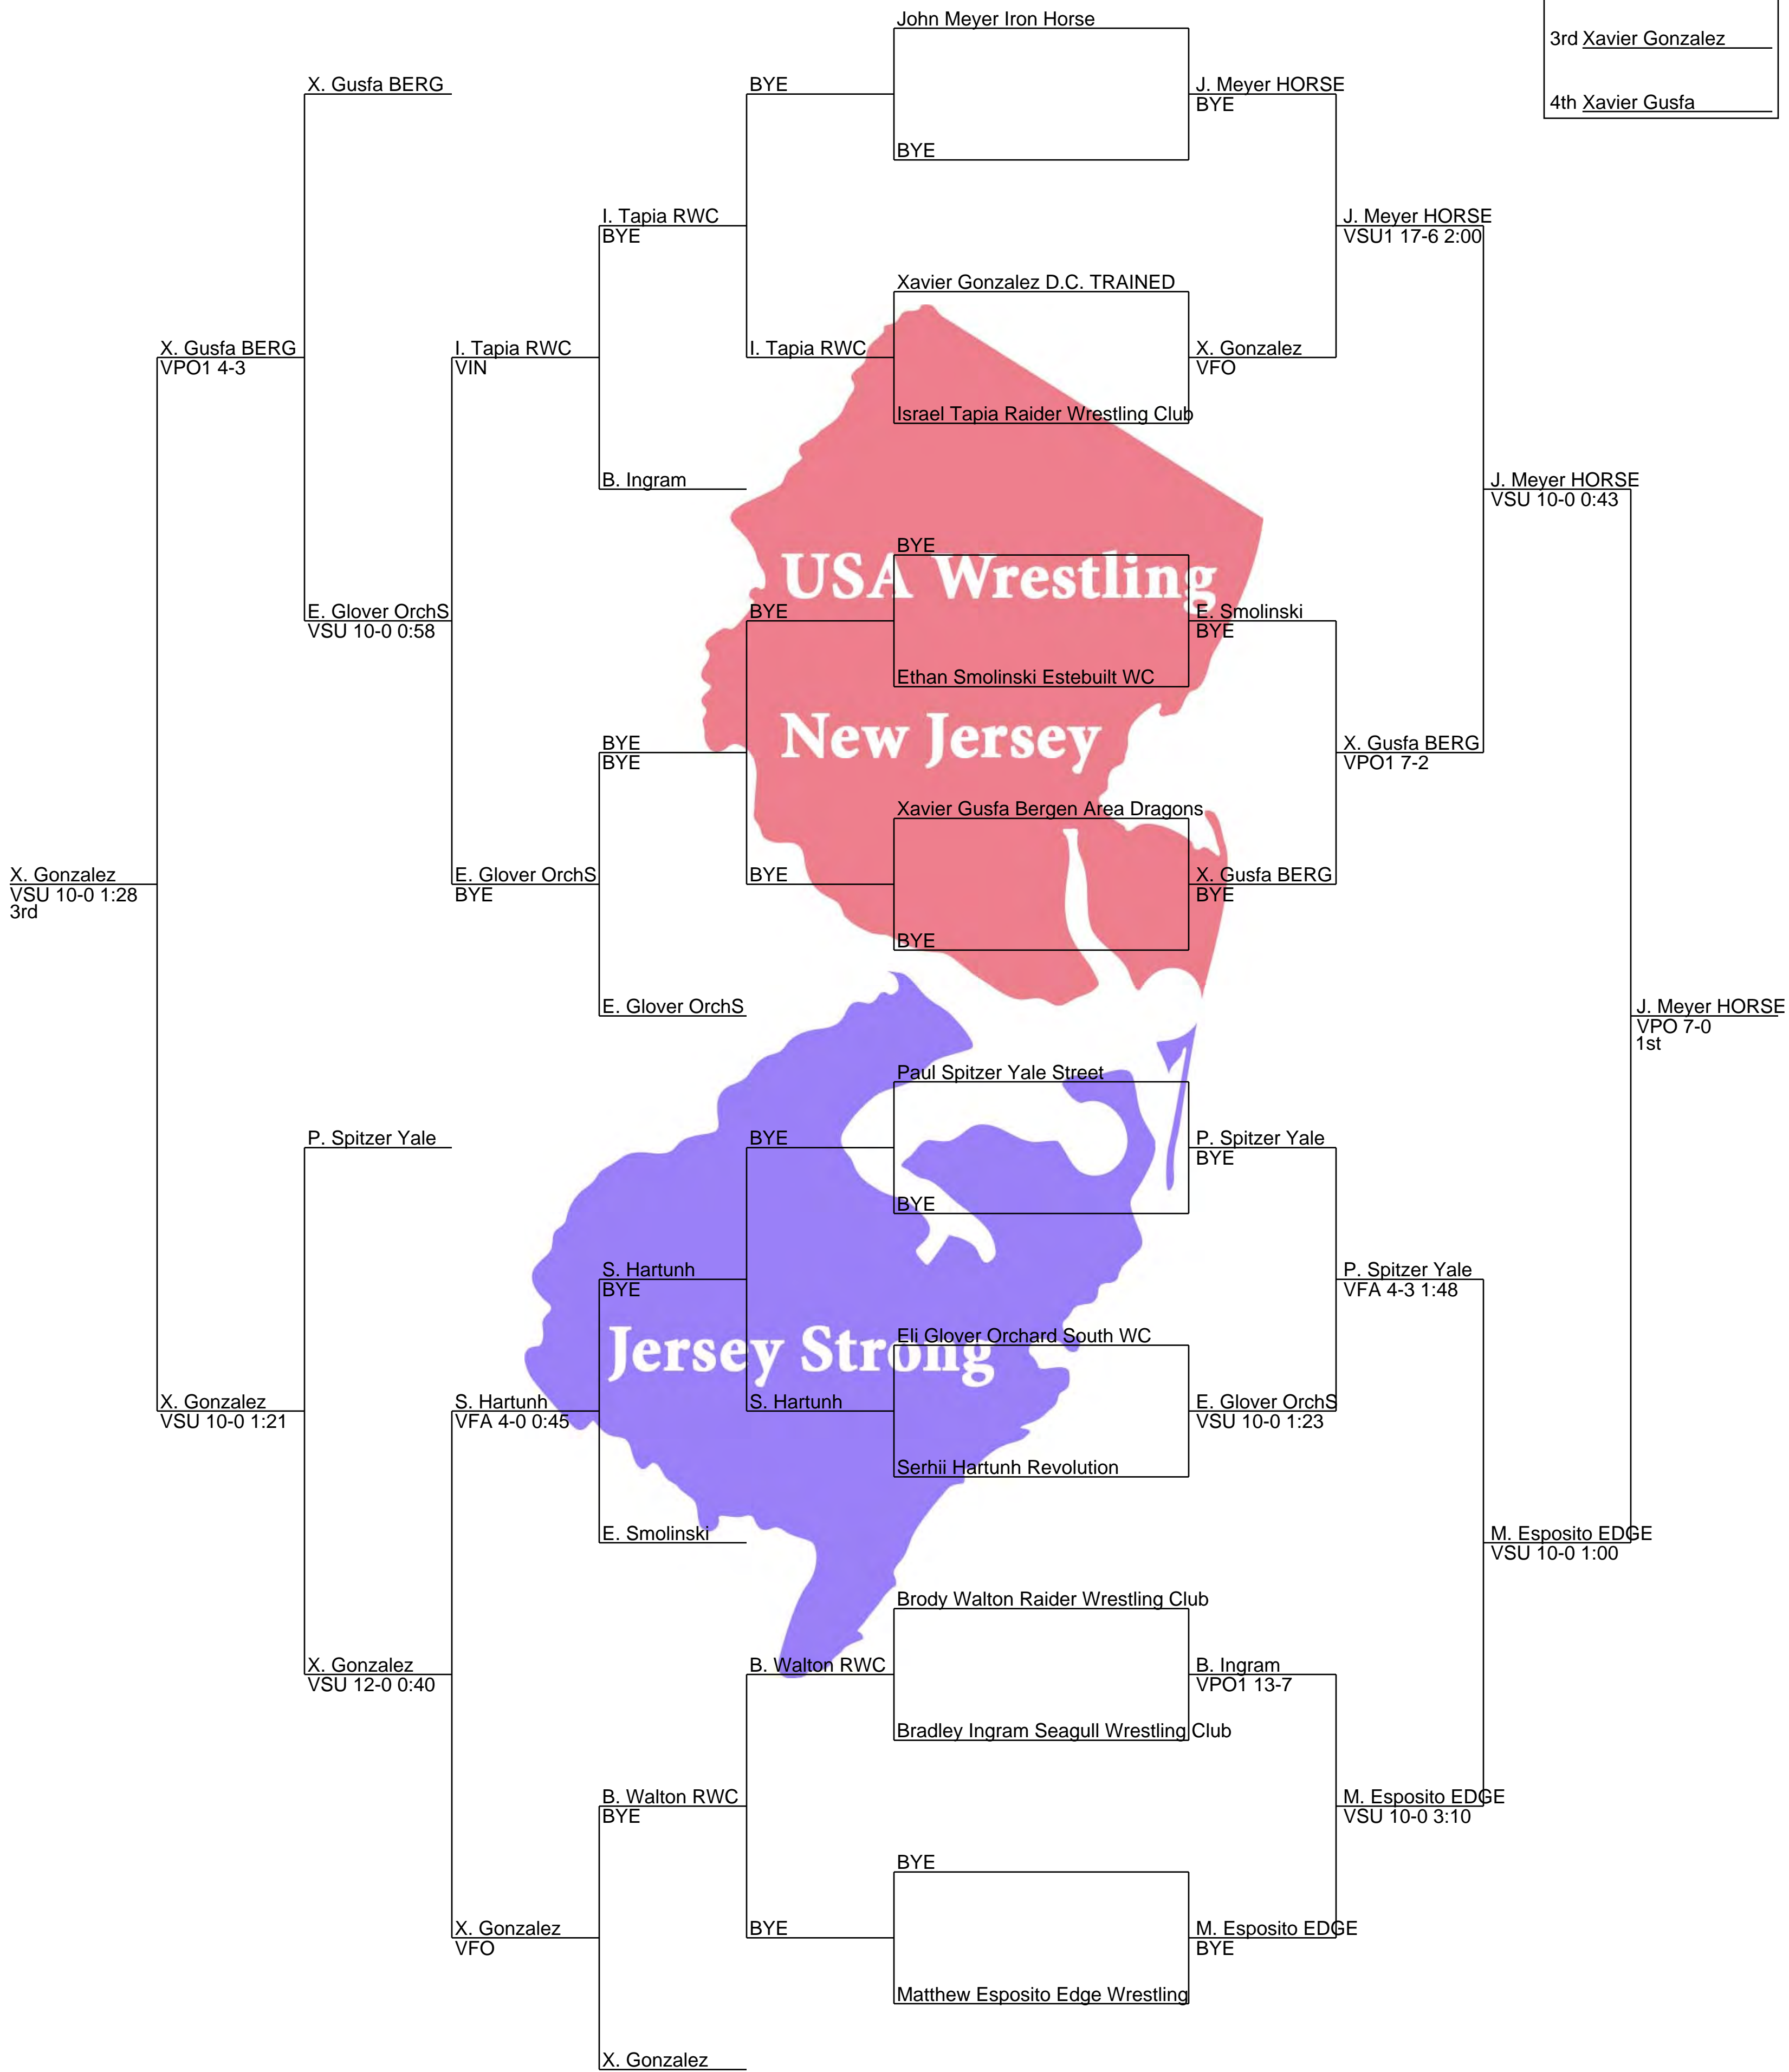 John Meyer Iron Horse
3rd Xavier Gonzalez
X. Gusfa BERG
BYE
J. Meyer HORSE
BYE
4th Xavier Gusfa
BYE
I. Tapia RWC
BYE
J. Meyer HORSE
VSU1 17-6 2:00
Xavier Gonzalez D.C. TRAINED
X. Gusfa BERG
VPO1 4-3
I. Tapia RWC
VIN
I. Tapia RWC
X. Gonzalez
VFO
Israel Tapia Raider Wrestling Club
B. Ingram
J. Meyer HORSE
VSU 10-0 0:43
BYE
USA Wrestling
E. Glover OrchS
VSU 10-0 0:58
BYE
E. Smolinski
BYE
Ethan Smolinski Estebuilt WC
New Jersey
BYE
BYE
X. Gusfa BERG
VPO1 7-2
Xavier Gusfa Bergen Area Dragons
X. Gonzalez
VSU 10-0 1:28
3rd
E. Glover OrchS
BYE
BYE
X. Gusfa BERG
BYE
BYE
E. Glover OrchS
J. Meyer HORSE
VPO 7-0
1st
Paul Spitzer Yale Street
P. Spitzer Yale
BYE
P. Spitzer Yale
BYE
BYE
S. Hartunh
BYE
P. Spitzer Yale
VFA 4-3 1:48
Eli Glover Orchard South WC
Jersey Strong
X. Gonzalez
VSU 10-0 1:21
S. Hartunh
VFA 4-0 0:45
S. Hartunh
E. Glover OrchS
VSU 10-0 1:23
Serhii Hartunh Revolution
E. Smolinski
M. Esposito EDGE
VSU 10-0 1:00
Brody Walton Raider Wrestling Club
X. Gonzalez
VSU 12-0 0:40
B. Walton RWC
B. Ingram
VPO1 13-7
Bradley Ingram Seagull Wrestling Club
B. Walton RWC
BYE
M. Esposito EDGE
VSU 10-0 3:10
BYE
X. Gonzalez
VFO
BYE
M. Esposito EDGE
BYE
Matthew Esposito Edge Wrestling
X. Gonzalez